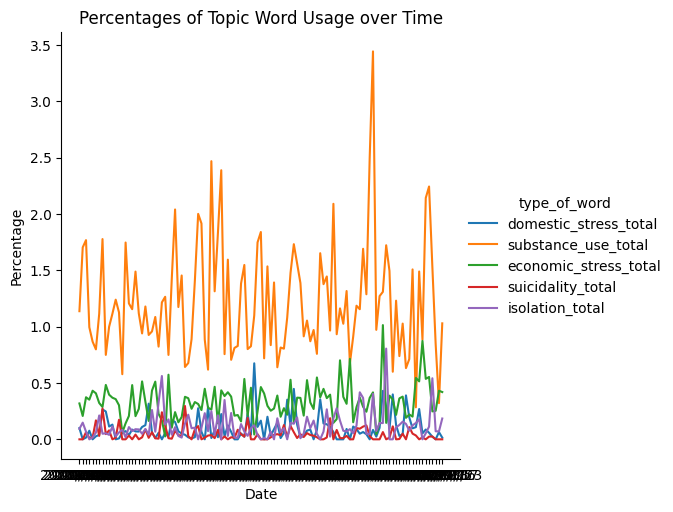 Percentages of Topic Word Usage over Time
3.5
3.0
2.5
2.0
1.5
1.0
0.5
0.0
Percentage
Date
type_of_word
domestic_stress_total
substance_use_total
economic_stress_total
suicidality_total
isolation_total